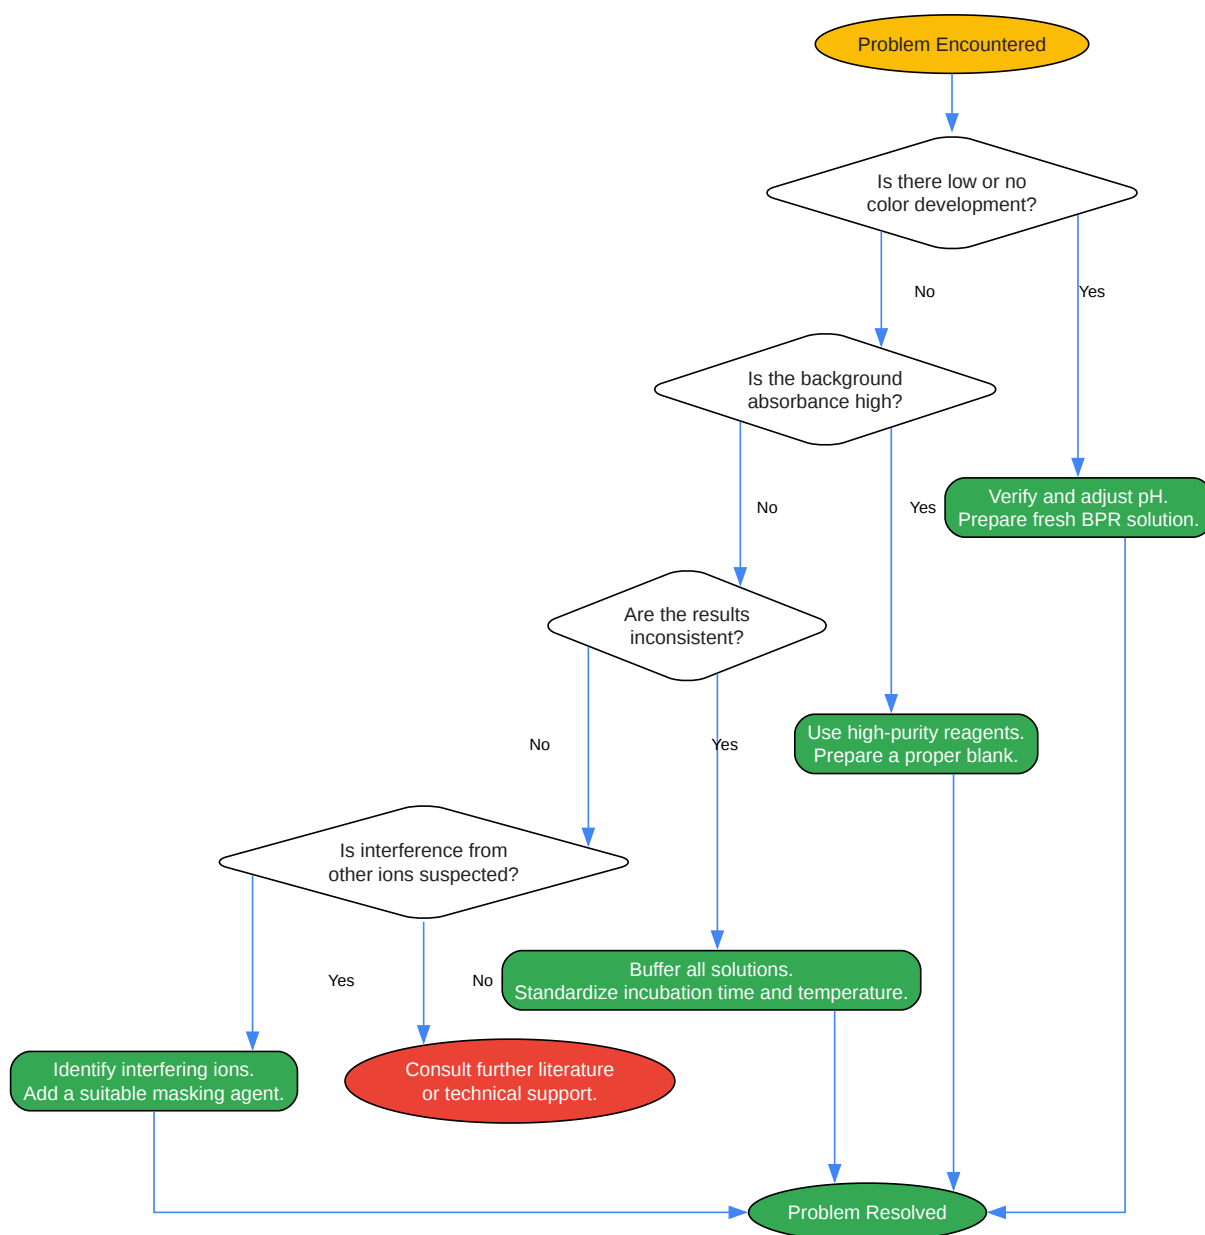 Problem Encountered
Is there low or no
color development?
No
Yes
Is the background
absorbance high?
No
Yes
Verify and adjust pH.
Prepare fresh BPR solution.
Are the results
inconsistent?
No
Yes
Use high-purity reagents.
Prepare a proper blank.
Is interference from
other ions suspected?
Yes
No
Buffer all solutions.
Standardize incubation time and temperature.
Identify interfering ions.
Add a suitable masking agent.
Consult further literature
or technical support.
Problem Resolved